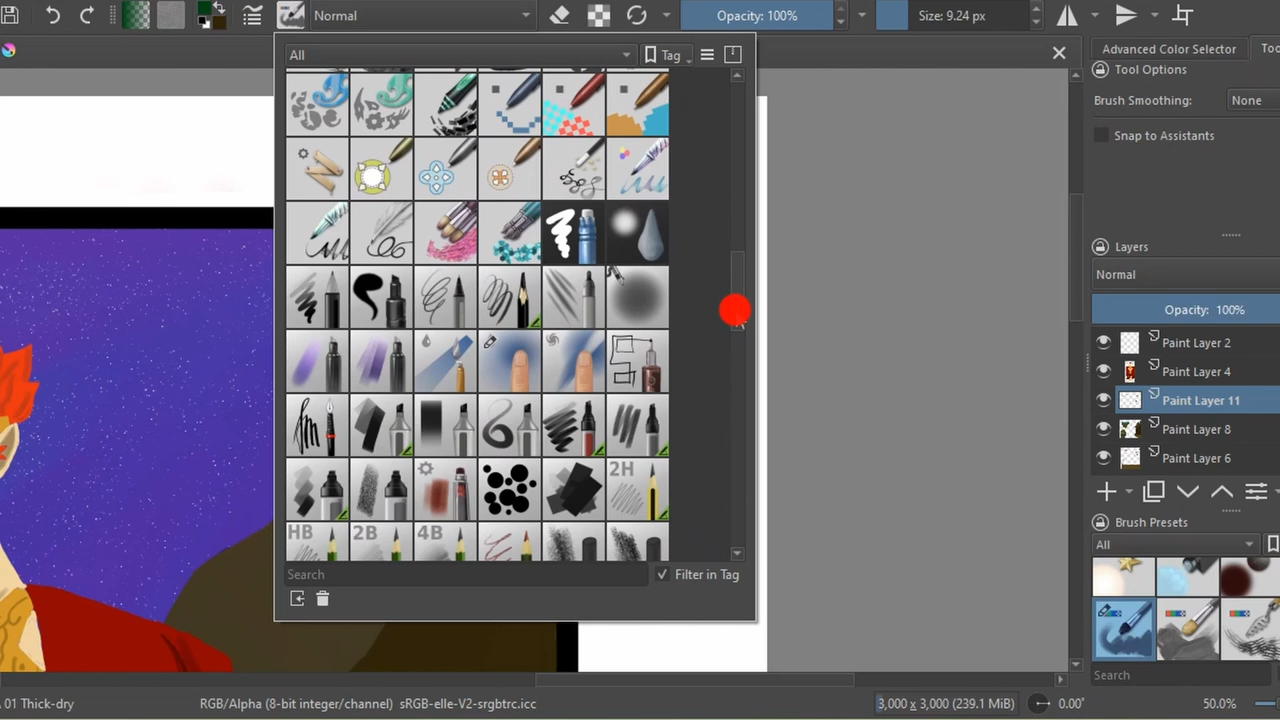 Normal
Opacity: 100%
Size: 9.24 px
All
Tag
Advanced Color Selector
Tool Options
Brush Smoothing:
None
Snap to Assistants
Layers
Normal
Opacity: 100%
Paint Layer 2
Paint Layer 4
Paint Layer 11
Paint Layer 8
Paint Layer 6
2H
HB
2B
4B
Brush Presets
All
Search
Filter in Tag
Search
01 Thick-dry
RGB/Alpha (8-bit integer/channel) sRGB-elle-V2-srgbtrc.icc
3,000 x 3,000 (239.1 MiB)
0.00°
50.0%